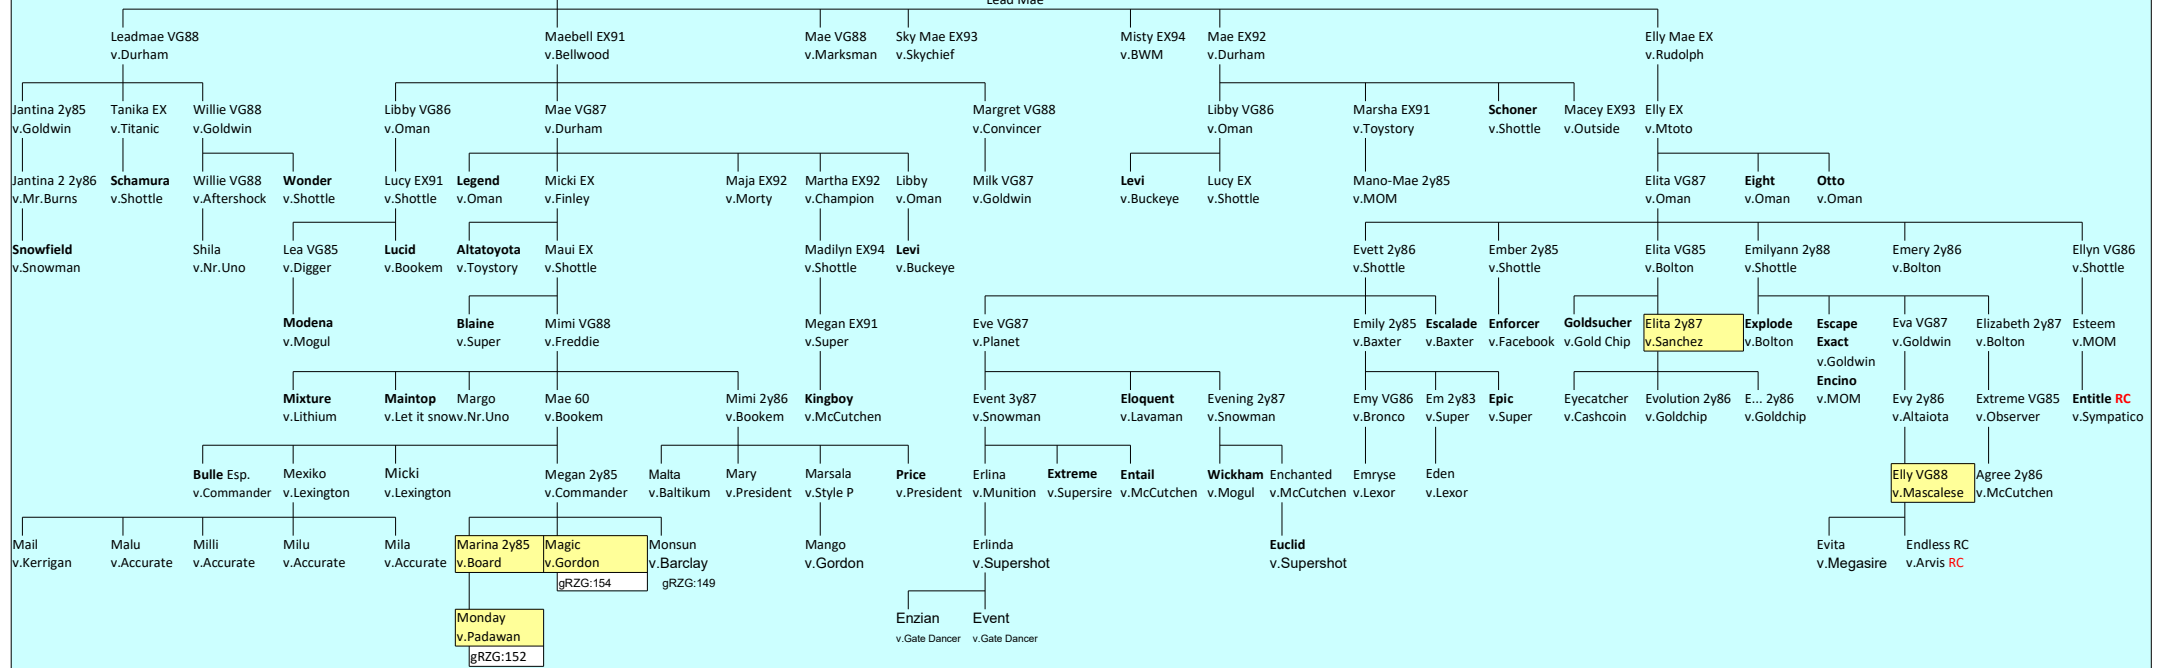 Lead Mae
Leadmae VG88
v.Durham
Maebell EX91
v.Bellwood
Mae VG88
v.Marksman
Sky Mae EX93
v.Skychief
Misty EX94
v.BWM
Mae EX92
v.Durham
Elly Mae EX
v.Rudolph
Jantina 2y85
v.Goldwin
Tanika EX
v.Titanic
Willie VG88
v.Goldwin
Libby VG86
v.Oman
Mae VG87
v.Durham
Margret VG88
v.Convincer
Libby VG86
v.Oman
Marsha EX91
v.Toystory
Schoner
v.Shottle
Macey EX93
v.Outside
Elly EX
v.Mtoto
Jantina 2 2y86
v.Mr.Burns
Schamura
v.Shottle
Willie VG88
v.Aftershock
Wonder
v.Shottle
Lucy EX91
v.Shottle
Legend
v.Oman
Micki EX
v.Finley
Maja EX92
v.Morty
Martha EX92
v.Champion
Libby
v.Oman
Milk VG87
v.Goldwin
Levi
v.Buckeye
Lucy EX
v.Shottle
Mano-Mae 2y85
v.MOM
Elita VG87
v.Oman
Eight
v.Oman
Otto
v.Oman
Snowfield
v.Snowman
Shila
v.Nr.Uno
Lea VG85
v.Digger
Lucid
v.Bookem
Altatoyota
v.Toystory
Maui EX
v.Shottle
Madilyn EX94
v.Shottle
Levi
v.Buckeye
Evett 2y86
v.Shottle
Ember 2y85
v.Shottle
Elita VG85
v.Bolton
Emilyann 2y88
v.Shottle
Emery 2y86
v.Bolton
Ellyn VG86
v.Shottle
Modena
v.Mogul
Blaine
v.Super
Mimi VG88
v.Freddie
Megan EX91
v.Super
Eve VG87
v.Planet
Emily 2y85
v.Baxter
Escalade
v.Baxter
Enforcer
v.Facebook
Goldsucher
v.Gold Chip
Elita 2y87
v.Sanchez
Explode
v.Bolton
Escape
Exact
v.Goldwin
Encino
v.MOM
Eva VG87
v.Goldwin
Elizabeth 2y87
v.Bolton
Esteem
v.MOM
Mixture
v.Lithium
Maintop
v.Let it snow
Margo
v.Nr.Uno
Mae 60
v.Bookem
Mimi 2y86
v.Bookem
Kingboy
v.McCutchen
Event 3y87
v.Snowman
Eloquent
v.Lavaman
Evening 2y87
v.Snowman
Emy VG86
v.Bronco
Em 2y83
v.Super
Epic
v.Super
Eyecatcher
v.Cashcoin
Evolution 2y86
v.Goldchip
E... 2y86
v.Goldchip
Evy 2y86
v.Altaiota
Extreme VG85
v.Observer
Entitle RC
v.Sympatico
Bulle Esp.
v.Commander
Mexiko
v.Lexington
Micki
v.Lexington
Megan 2y85
v.Commander
Malta
v.Baltikum
Mary
v.President
Marsala
v.Style P
Price
v.President
Erlina
v.Munition
Extreme
v.Supersire
Entail
v.McCutchen
Wickham
v.Mogul
Enchanted
v.McCutchen
Emryse
v.Lexor
Eden
v.Lexor
Elly VG88
v.Mascalese
Agree 2y86
v.McCutchen
Mail
v.Kerrigan
Malu
v.Accurate
Milli
v.Accurate
Milu
v.Accurate
Mila
v.Accurate
Marina 2y85
v.Board
Magic
v.Gordon
gRZG:154
Monsun
v.Barclay
gRZG:149
Mango
v.Gordon
Erlinda
v.Supershot
Euclid
v.Supershot
Evita
v.Megasire
Endless RC
v.Arvis RC
Monday
v.Padawan
gRZG:152
Enzian
v.Gate Dancer
Event
v.Gate Dancer